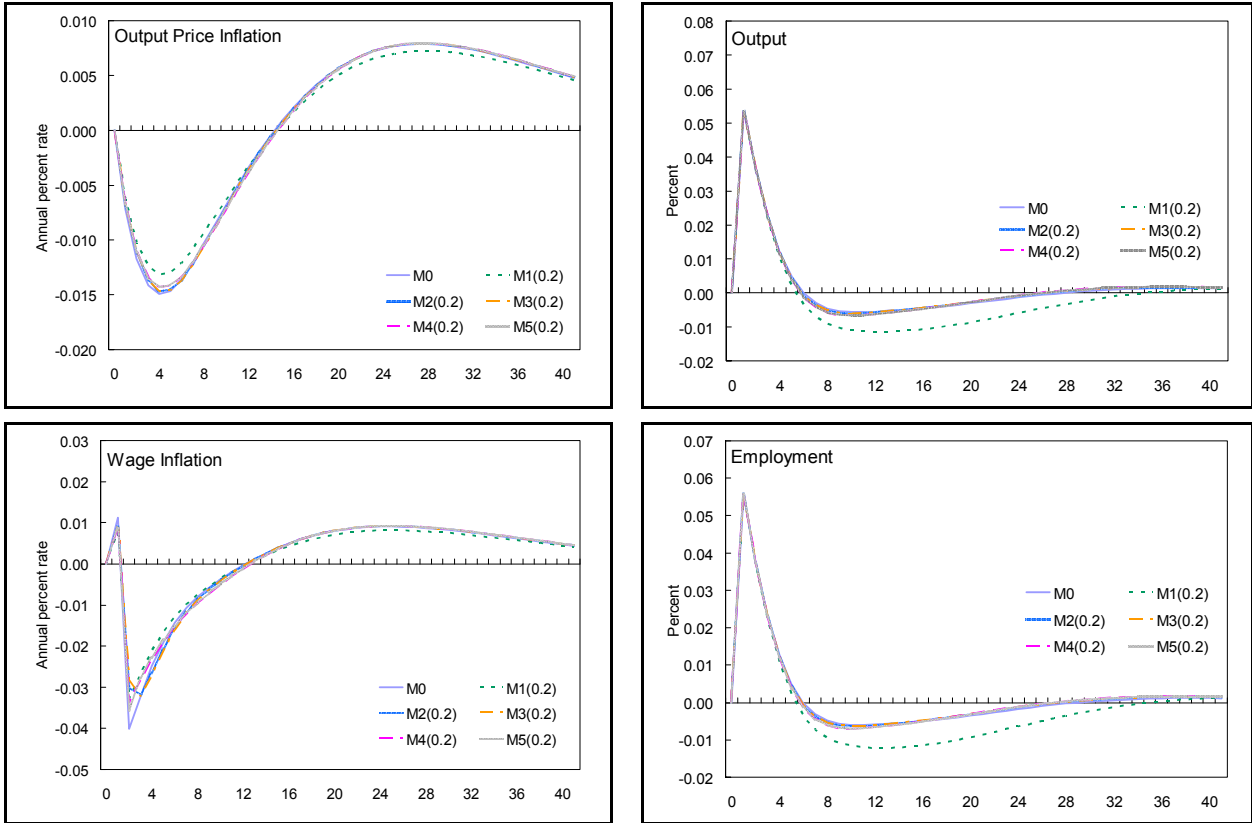 Output Price Inflation
Annual percent rate
0.010
0.005
0.000
-0.005
-0.010
-0.015
-0.020
M0 M1(0.2)
M2(0.2) M3(0.2)
M4(0.2) M5(0.2)
0 4 8 12 16 20 24 28 32 36 40
Output
Percent
0.08
0.07
0.06
0.05
0.04
0.03
0.02
0.01
0.00
-0.01
-0.02
M0 M1(0.2)
M2(0.2) M3(0.2)
M4(0.2) M5(0.2)
0 4 8 12 16 20 24 28 32 36 40
Wage Inflation
Annual percent rate
0.03
0.02
0.01
0.00
-0.01
-0.02
-0.03
-0.04
-0.05
M0 M1(0.2)
M2(0.2) M3(0.2)
M4(0.2) M5(0.2)
0 4 8 12 16 20 24 28 32 36 40
Employment
Percent
0.07
0.06
0.05
0.04
0.03
0.02
0.01
0.00
-0.01
-0.02
M0 M1(0.2)
M2(0.2) M3(0.2)
M4(0.2) M5(0.2)
0 4 8 12 16 20 24 28 32 36 40